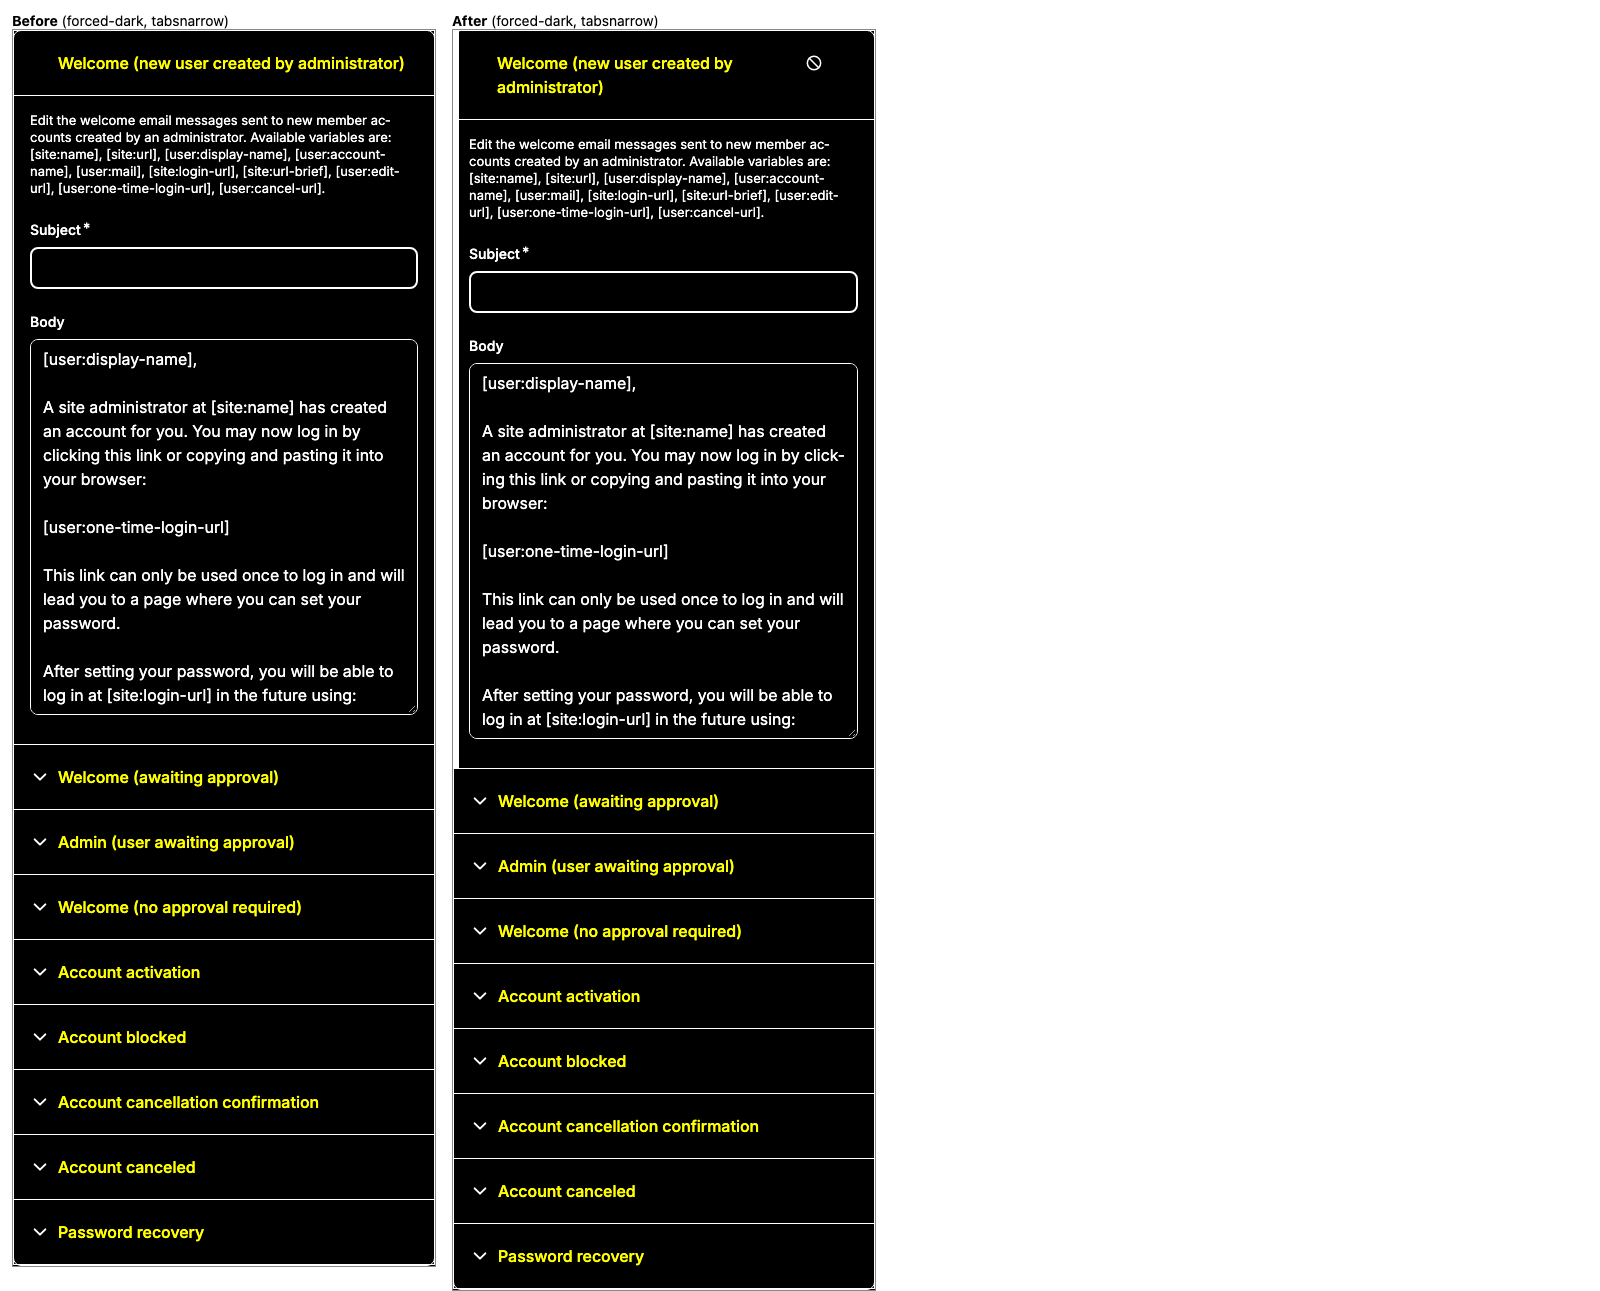 Before (forced-dark, tabsnarrow)
Welcome (new user created by administrator)
Edit the welcome email messages sent to new member ac-
counts created by an administrator. Available variables are:
[site:name], [site:url], [user:display-name], [user:account-
name], [user:mail], [site:login-url], [site:url-brief], [user:edit-
url], [user:one-time-login-url], [user:cancel-url].
Subject*
Body
[user:display-name],
A site administrator at [site:name] has created
an account for you. You may now log in by
clicking this link or copying and pasting it into
your browser:
[user:one-time-login-url]
This link can only be used once to log in and will
lead you to a page where you can set your
password.
After setting your password, you will be able to
log in at [site:login-url] in the future using:
Welcome (awaiting approval)
Admin (user awaiting approval)
Welcome (no approval required)
Account activation
Account blocked
Account cancellation confirmation
Account canceled
Password recovery
After (forced-dark, tabsnarrow)
Welcome (new user created by
administrator)
Edit the welcome email messages sent to new member ac-
counts created by an administrator. Available variables are:
[site:name], [site:url], [user:display-name], [user:account-
name], [user:mail], [site:login-url], [site:url-brief], [user:edit-
url], [user:one-time-login-url], [user:cancel-url].
Subject*
Body
[user:display-name],
A site administrator at [site:name] has created
an account for you. You may now log in by click-
ing this link or copying and pasting it into your
browser:
[user:one-time-login-url]
This link can only be used once to log in and will
lead you to a page where you can set your
password.
After setting your password, you will be able to
log in at [site:login-url] in the future using:
Welcome (awaiting approval)
Admin (user awaiting approval)
Welcome (no approval required)
Account activation
Account blocked
Account cancellation confirmation
Account canceled
Password recovery